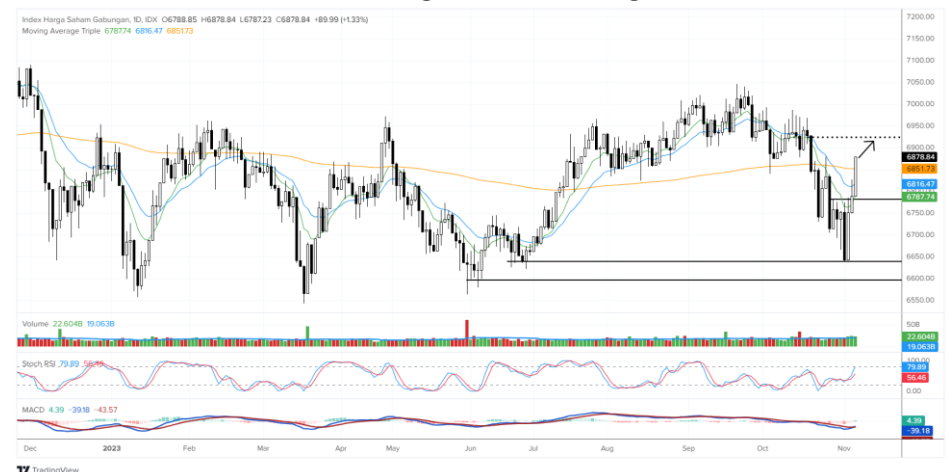 Index Harga Saham Gabungan, 1D, IDX O6788.85 H6878.84 L6787.23 C6878.84 +89.99 (+1.33%)
Moving Average Triple 6787.74 6816.47 6851.73
7200.00
7150.00
7100.00
7050.00
7000.00
6950.00
6900.00
6878.84
6851.73
6816.47
6787.74
6750.00
6700.00
6650.00
6600.00
6550.00
Volume 22.604B 19.063B
50B
22.604B
19.063B
Stoch RSI 79.89 56.46
100.00
79.89
56.46
0.00
MACD 4.39 −39.18 −43.57
4.39
−39.18
Dec 2023 Feb Mar Apr May Jun Jul Aug Sep Oct Nov
TradingView